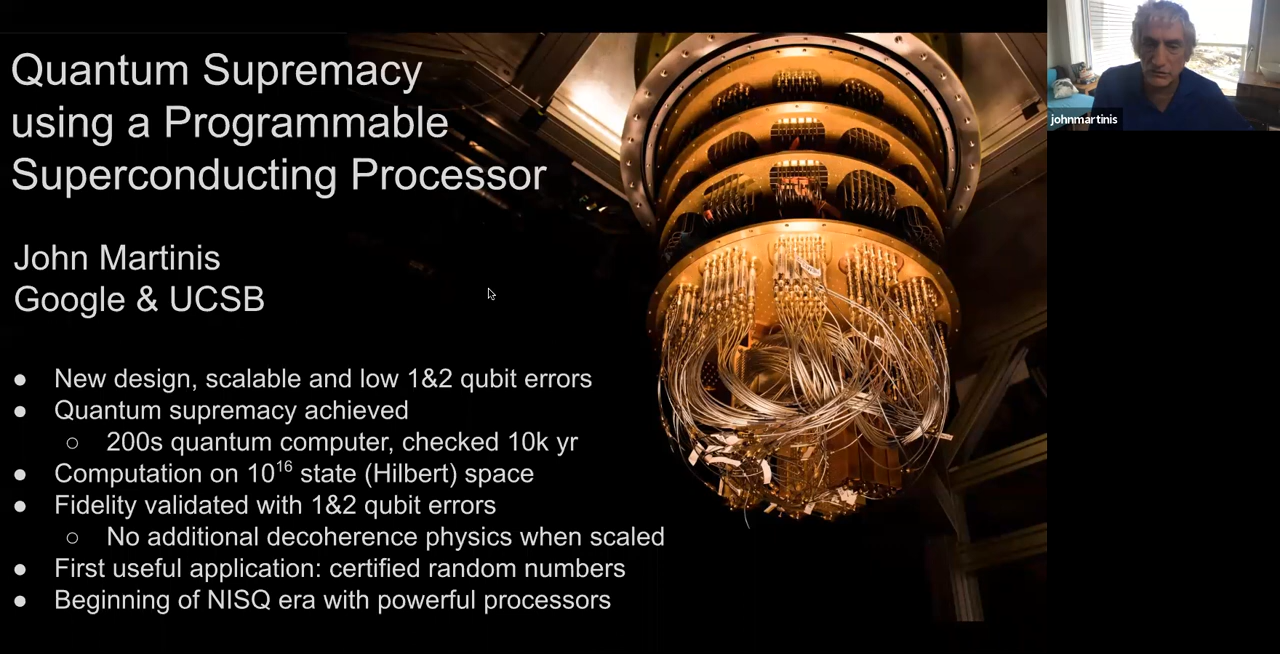 Quantum Supremacy
using a Programmable
Superconducting Processor
John Martinis
Google & UCSB
● New design, scalable and low 1&2 qubit errors
● Quantum supremacy achieved
○ 200s quantum computer, checked 10k yr
● Computation on 10¹⁶ state (Hilbert) space
● Fidelity validated with 1&2 qubit errors
○ No additional decoherence physics when scaled
● First useful application: certified random numbers
● Beginning of NISQ era with powerful processors
johnmartinis